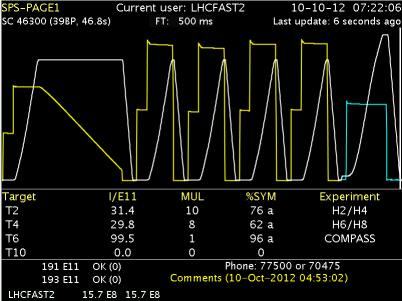 SPS-PAGE1 Current user: LHCFAST2 10-10-12 07:22:06
SC 46300 (39BP, 46.8s) FT: 500 ms Last update: 6 seconds ago
Target I/E11 MUL %SYM Experiment
T2 31.4 10 76 a H2/H4
T4 29.8 8 62 a H6/H8
T6 99.5 1 96 a COMPASS
T10 0.0 0 0
191 E11 OK (0) Phone: 77500 or 70475
193 E11 OK (0) Comments (10-Oct-2012 04:53:02)
LHCFAST2 15.7 E8 15.7 E8